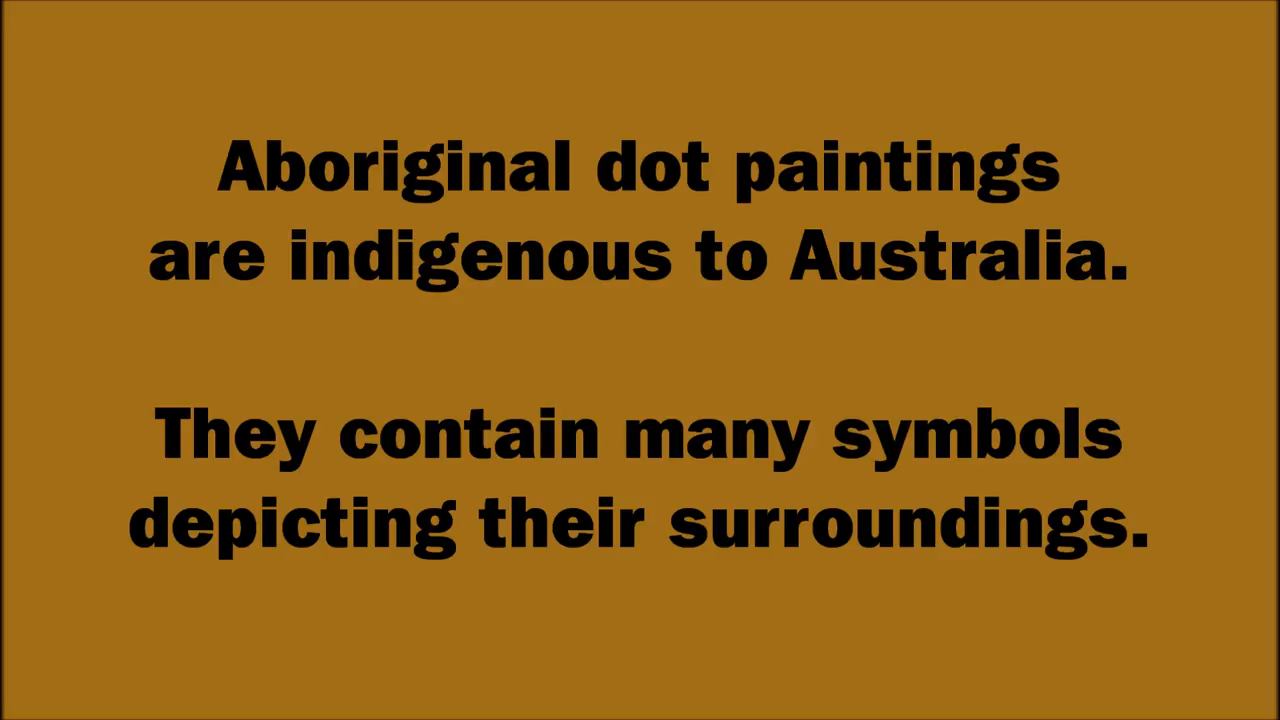 Aboriginal dot paintings
are indigenous to Australia.
They contain many symbols
depicting their surroundings.